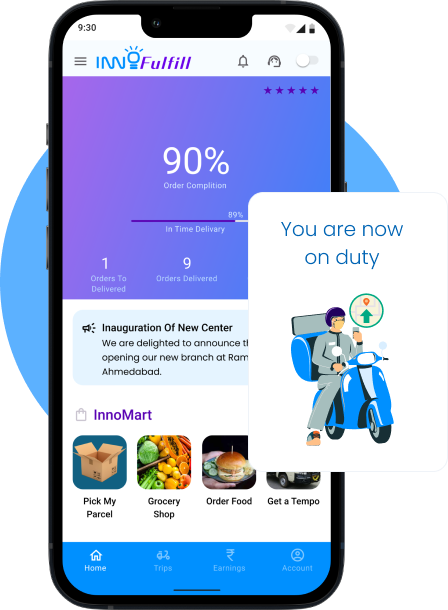 9:30
INNOFulfill
90%
Order Complition
89%
In Time Delivary
1
Orders To
Delivered
9
Orders Delivered
You are now
on duty
Inauguration Of New Center
We are delighted to announce th
opening our new branch at Ram
Ahmedabad.
InnoMart
Pick My
Parcel
Grocery
Shop
Order Food
Get a Tempo
Home
Trips
Earnings
Account